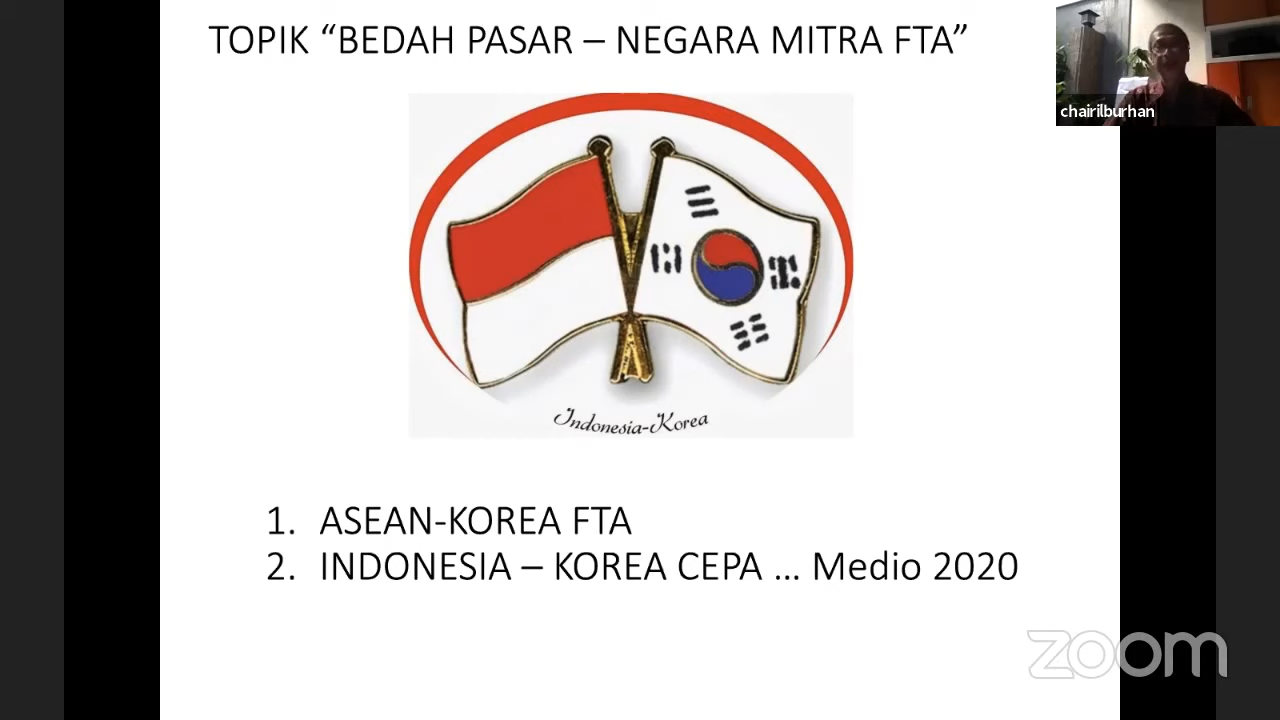 TOPIK “BEDAH PASAR – NEGARA MITRA FTA”
chairilburhan
Indonesia-Korea
1. ASEAN-KOREA FTA
2. INDONESIA – KOREA CEPA ... Medio 2020
zoom